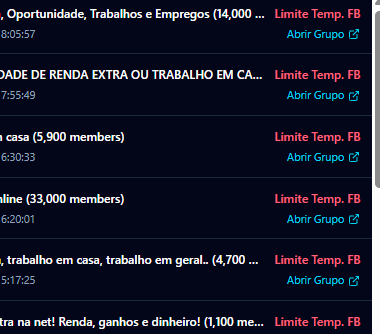 , Oportunidade, Trabalhos e Empregos (14,000 ... Limite Temp. FB
8:05:57 Abrir Grupo
DADE DE RENDA EXTRA OU TRABALHO EM CA... Limite Temp. FB
7:55:49 Abrir Grupo
casa (5,900 members) Limite Temp. FB
6:30:33 Abrir Grupo
nline (33,000 members) Limite Temp. FB
6:20:01 Abrir Grupo
, trabalho em casa, trabalho em geral.. (4,700 ... Limite Temp. FB
5:17:25 Abrir Grupo
tra na net! Renda, ganhos e dinheiro! (1,100 me... Limite Temp. FB